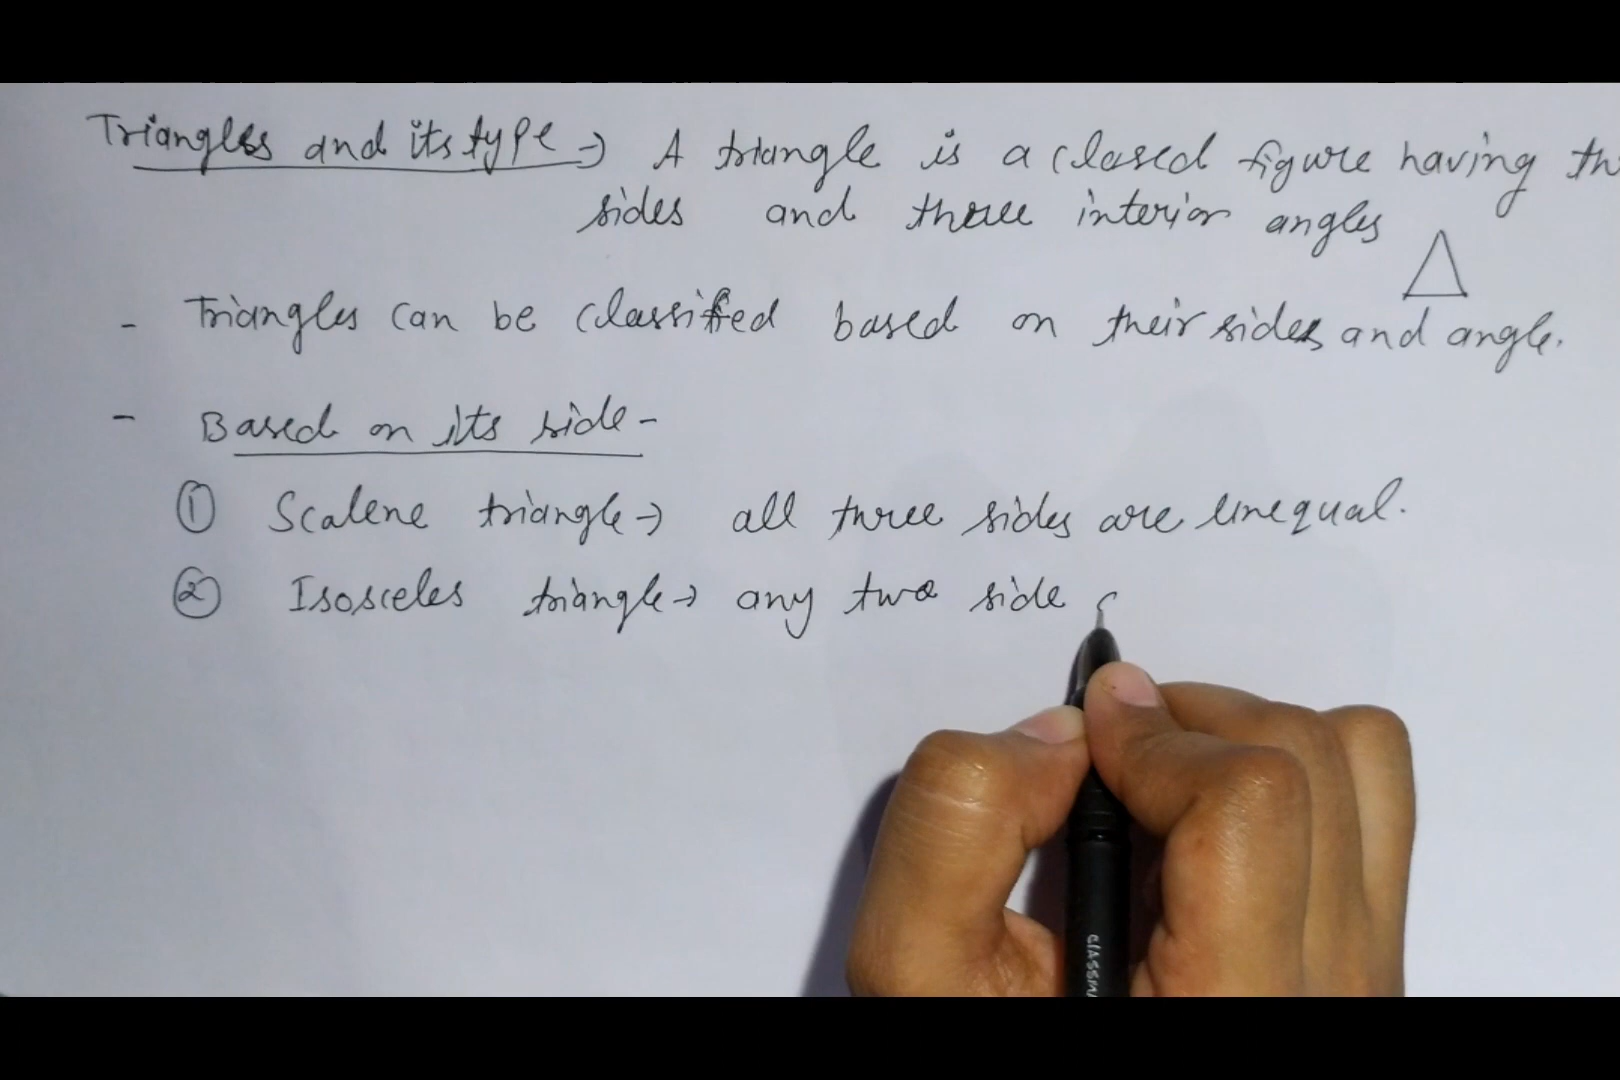 Triangles and its type → A triangle is a closed figure having
sides and three interior angles
- Triangles can be classified based on their sides and angle.
- Based on its side -
① Scalene triangle → all three sides are unequal.
② Isosceles triangle → any two side
CLASSM